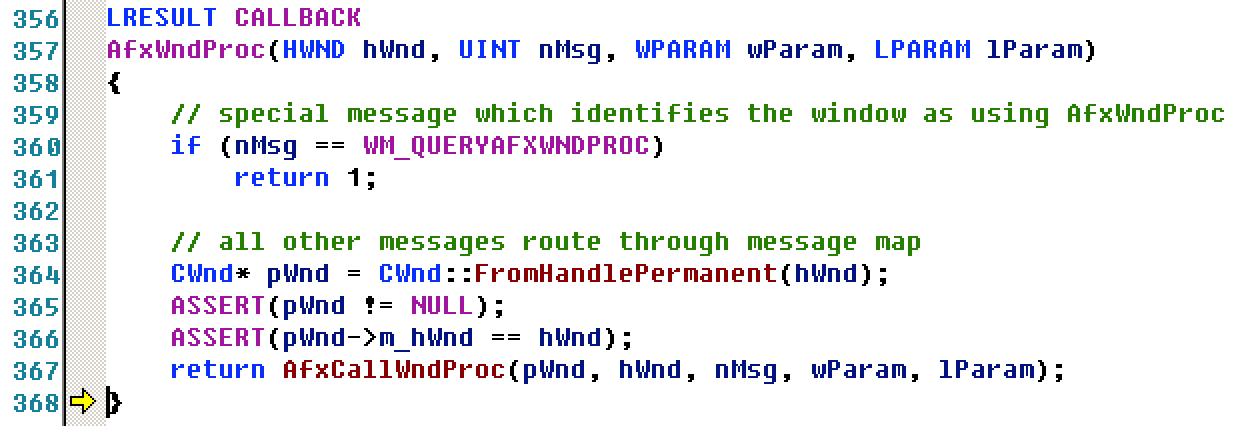 356 LRESULT CALLBACK
357 AfxWndProc(HWND hWnd, UINT nMsg, WPARAM wParam, LPARAM lParam)
358 {
359     // special message which identifies the window as using AfxWndProc
360     if (nMsg == WM_QUERYAFXWNDPROC)
361         return 1;
362
363     // all other messages route through message map
364     CWnd* pWnd = CWnd::FromHandlePermanent(hWnd);
365     ASSERT(pWnd != NULL);
366     ASSERT(pWnd->m_hWnd == hWnd);
367     return AfxCallWndProc(pWnd, hWnd, nMsg, wParam, lParam);
368 }